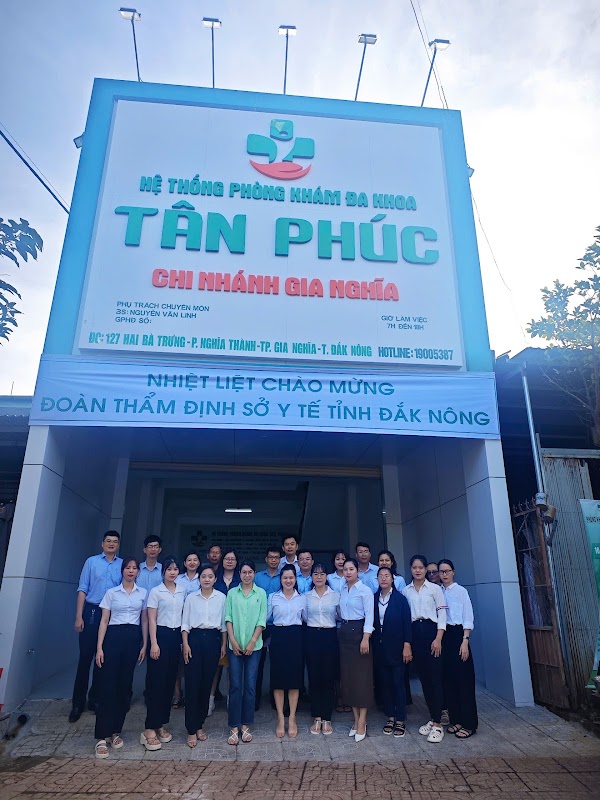 HỆ THỐNG PHÒNG KHÁM ĐA KHOA
TÂN PHÚC
CHI NHÁNH GIA NGHĨA
PHỤ TRÁCH CHUYÊN MÔN
BS: NGUYỄN VĂN LINH
GPHĐ SỐ:
GIỜ LÀM VIỆC
7H ĐẾN 18H
ĐC: 127 HAI BÀ TRƯNG-P. NGHĨA THÀNH-TP. GIA NGHĨA-T. ĐẮK NÔNG HOTLINE: 19005387
NHIỆT LIỆT CHÀO MỪNG
ĐOÀN THẨM ĐỊNH SỞ Y TẾ TỈNH ĐẮK NÔNG